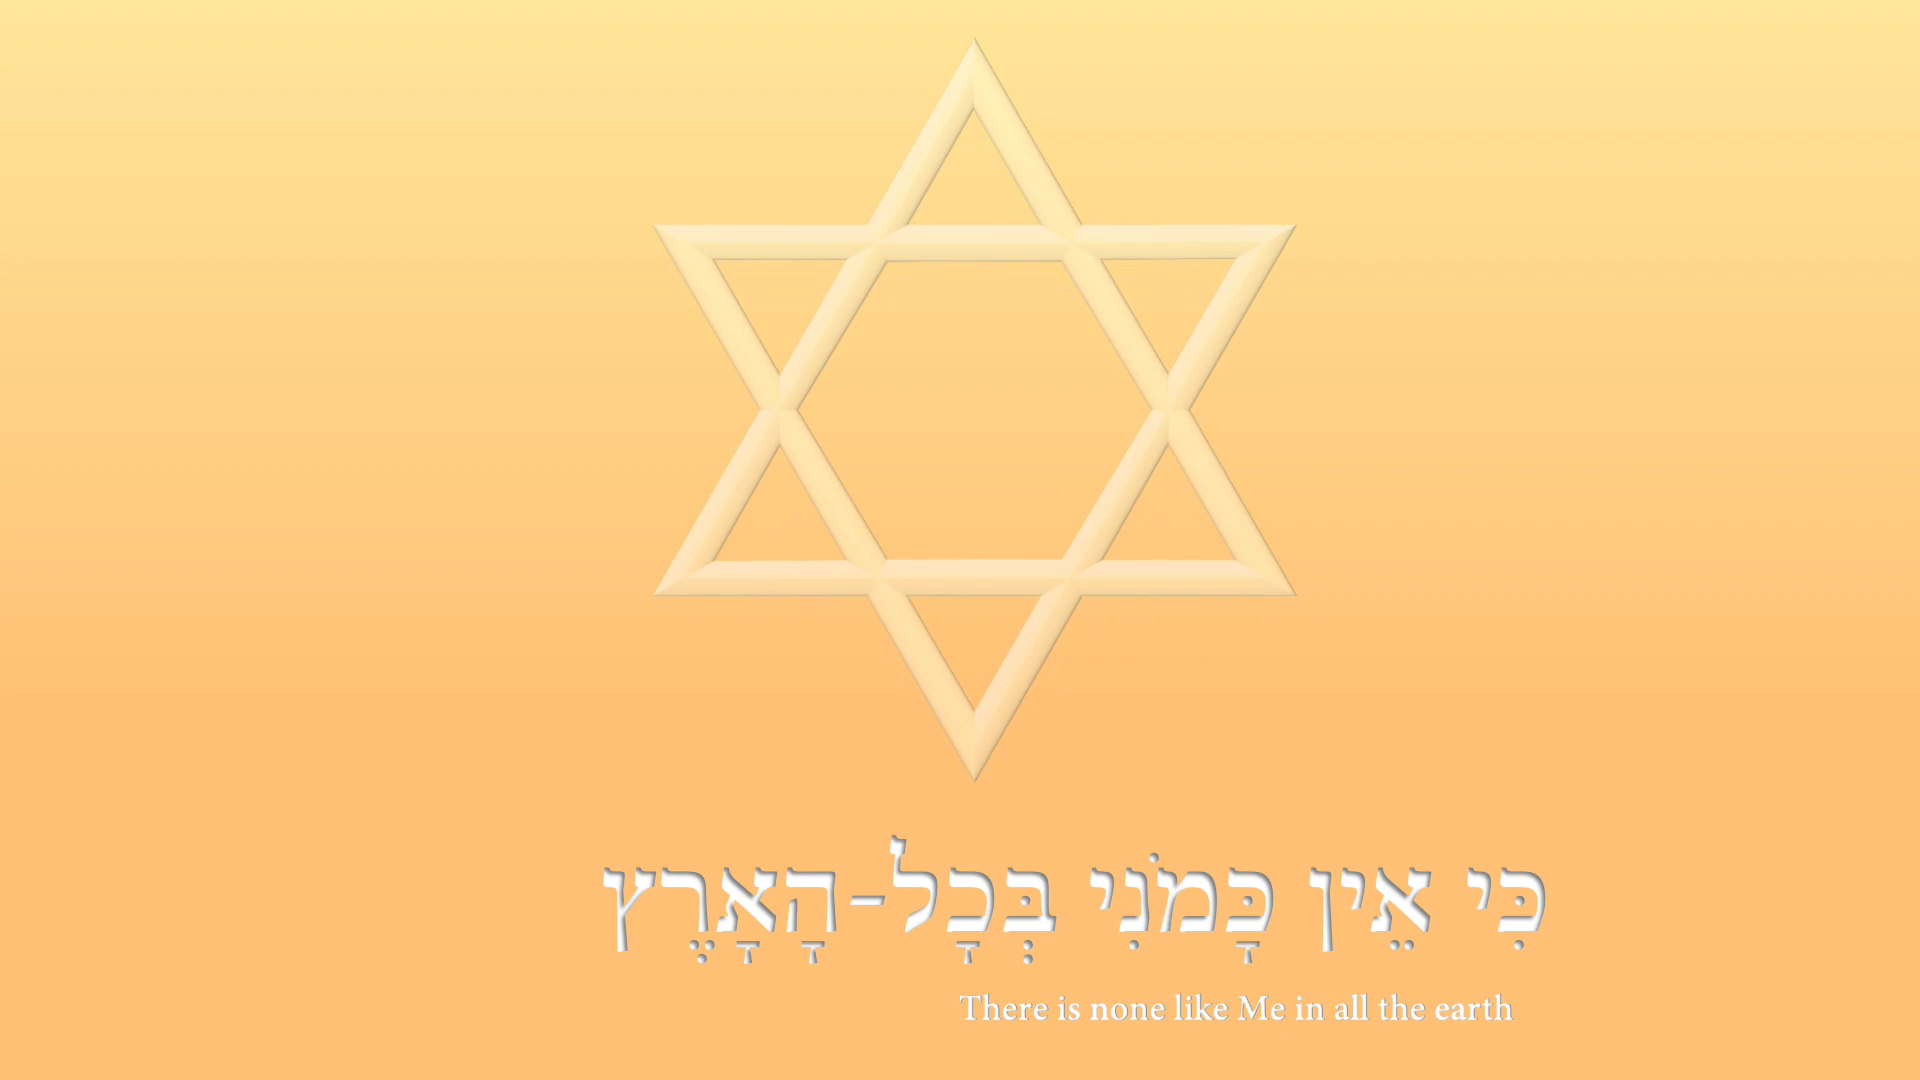 כִּי אֵין כָּמֹנִי בְּכָל-הָאָרֶץ
There is none like Me in all the earth